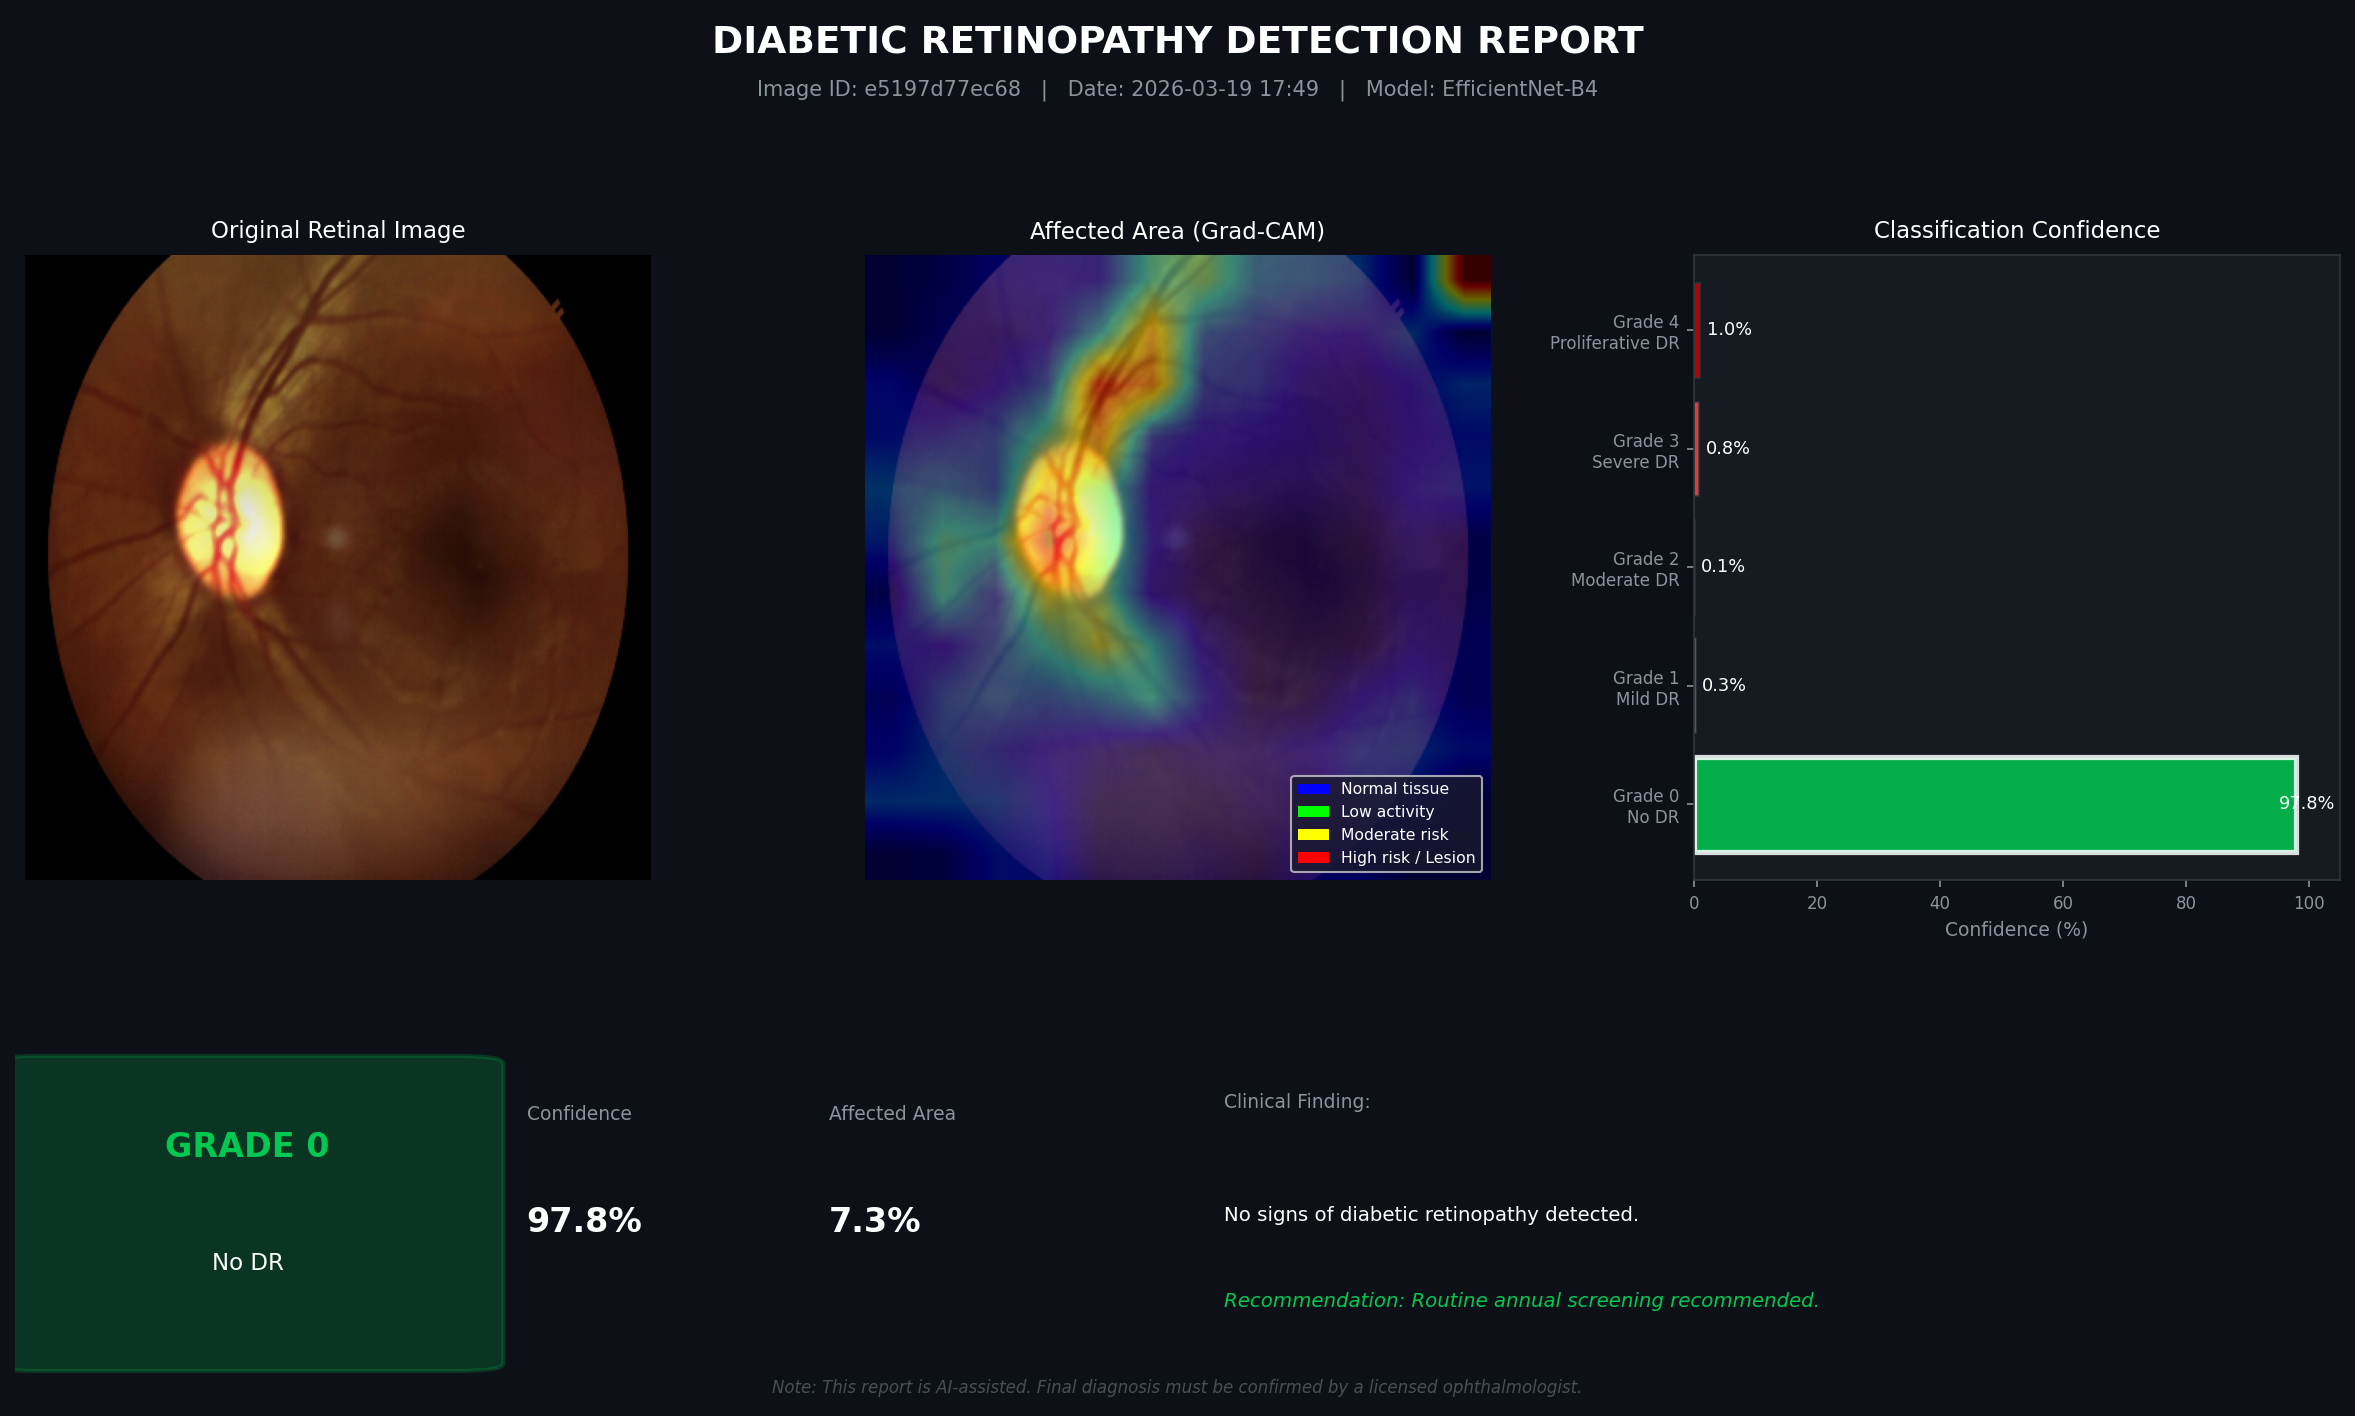 DIABETIC RETINOPATHY DETECTION REPORT
Image ID: e5197d77ec68 | Date: 2026-03-19 17:49 | Model: EfficientNet-B4
Original Retinal Image
Affected Area (Grad-CAM)
Normal tissue
Low activity
Moderate risk
High risk / Lesion
Classification Confidence
Grade 4
Proliferative DR
1.0%
Grade 3
Severe DR
0.8%
Grade 2
Moderate DR
0.1%
Grade 1
Mild DR
0.3%
Grade 0
No DR
97.8%
0 20 40 60 80 100
Confidence (%)
GRADE 0
No DR
Confidence
97.8%
Affected Area
7.3%
Clinical Finding:
No signs of diabetic retinopathy detected.
Recommendation: Routine annual screening recommended.
Note: This report is AI-assisted. Final diagnosis must be confirmed by a licensed ophthalmologist.